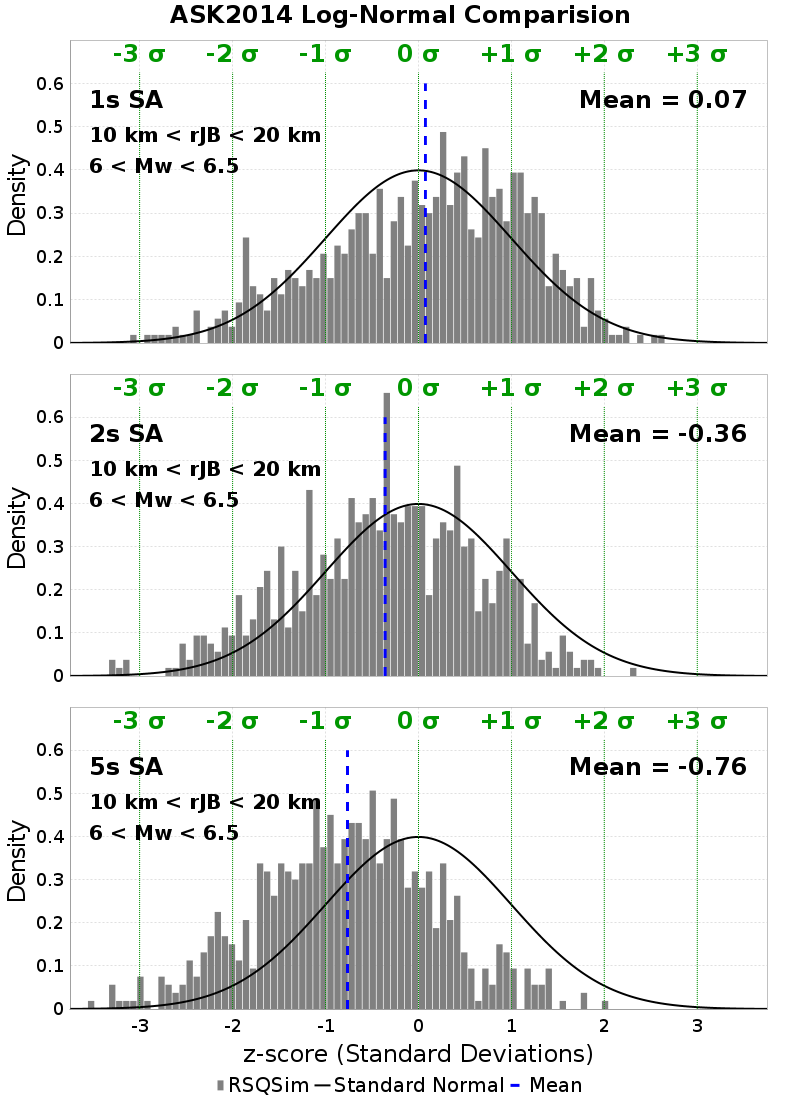 ASK2014 Log-Normal Comparision
-3 σ -2 σ -1 σ 0 σ +1 σ +2 σ +3 σ
1s SA
Mean = 0.07
10 km < rJB < 20 km
6 < Mw < 6.5
0.6
0.5
0.4
0.3
0.2
0.1
0
Density
-3 σ -2 σ -1 σ 0 σ +1 σ +2 σ +3 σ
2s SA
Mean = -0.36
10 km < rJB < 20 km
6 < Mw < 6.5
0.6
0.5
0.4
0.3
0.2
0.1
0
Density
-3 σ -2 σ -1 σ 0 σ +1 σ +2 σ +3 σ
5s SA
Mean = -0.76
10 km < rJB < 20 km
6 < Mw < 6.5
0.6
0.5
0.4
0.3
0.2
0.1
0
Density
-3 -2 -1 0 1 2 3
z-score (Standard Deviations)
RSQSim Standard Normal Mean